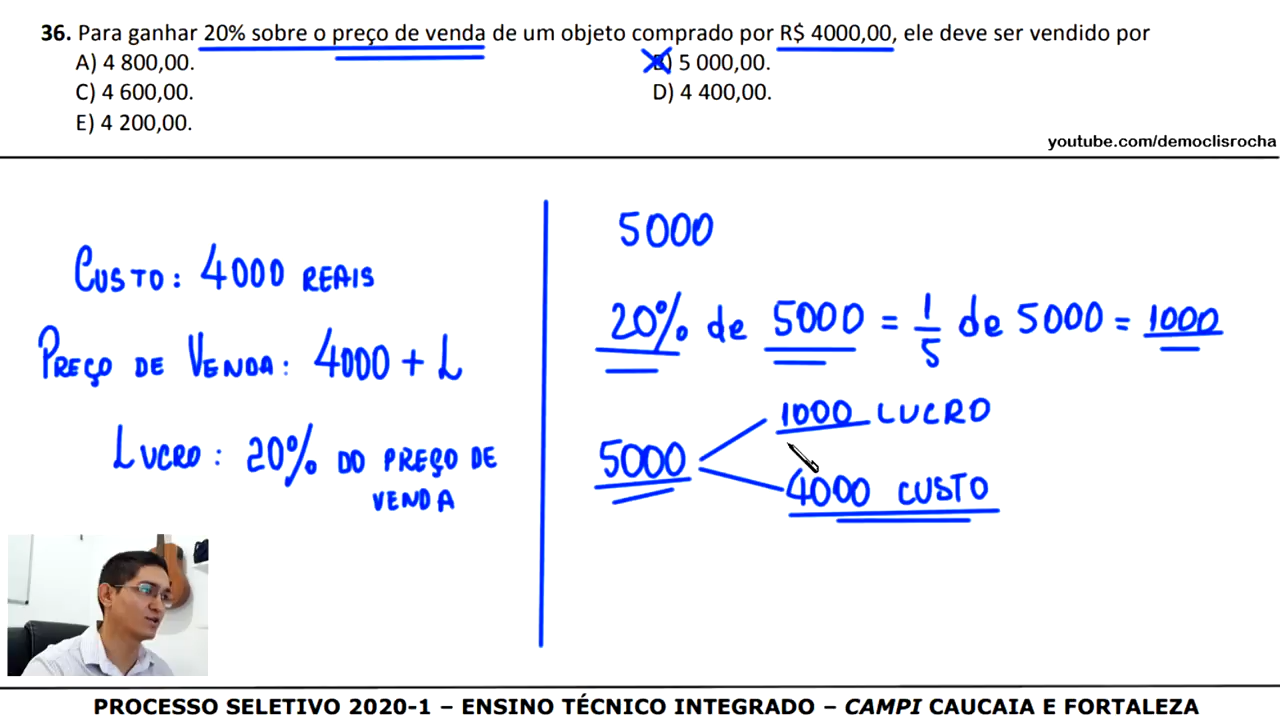 36. Para ganhar 20% sobre o preço de venda de um objeto comprado por R$ 4000,00, ele deve ser vendido por
A) 4 800,00.
B) 5 000,00.
C) 4 600,00.
D) 4 400,00.
E) 4 200,00.
youtube.com/democlisrocha
CUSTO: 4000 REAIS
PREÇO DE VENDA: 4000 + L
LUCRO: 20% DO PREÇO DE
VENDA
5000
20% de 5000 = 1/5 de 5000 = 1000
1000 LUCRO
5000
4000 CUSTO
PROCESSO SELETIVO 2020-1 – ENSINO TÉCNICO INTEGRADO – CAMPI CAUCAIA E FORTALEZA